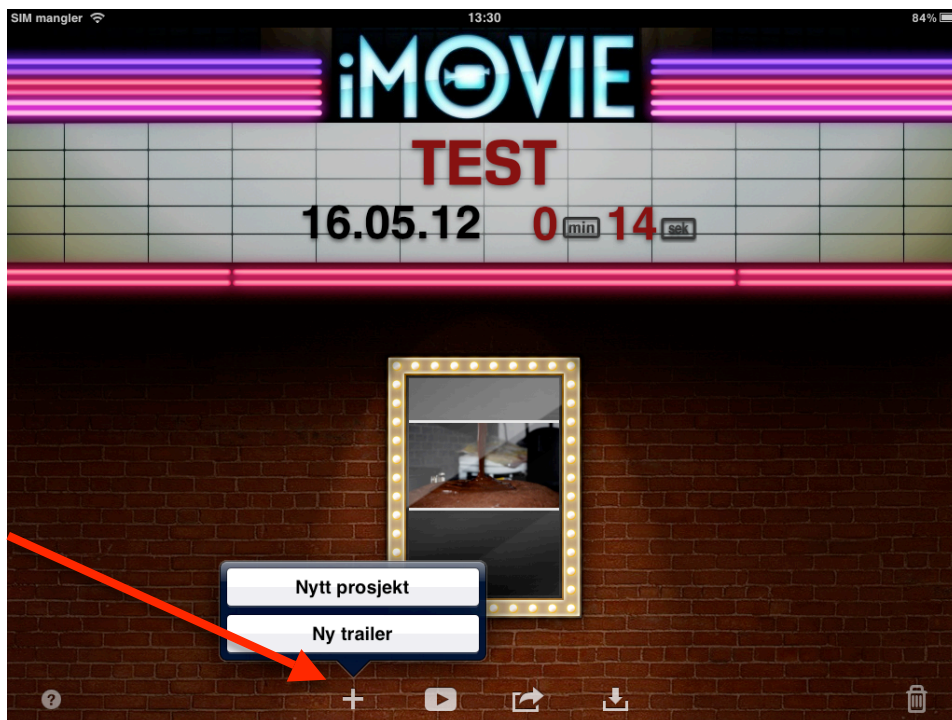 SIM mangler 13:30 84%
iMOVIE
TEST
16.05.12 0 min 14 sek
Nytt prosjekt
Ny trailer
?